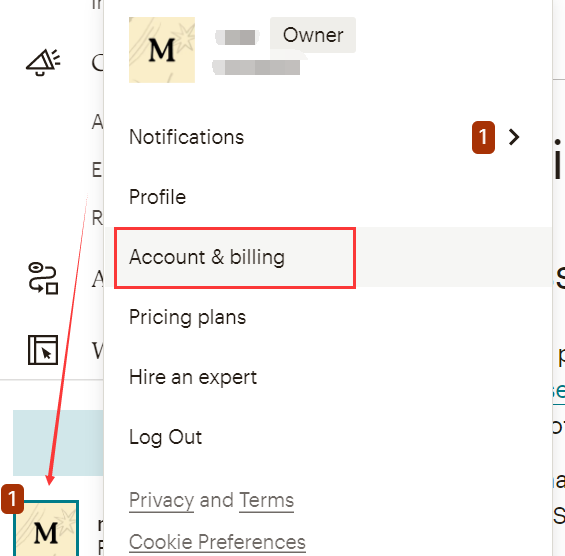 M
Owner
Notifications 1
Profile
Account & billing
Pricing plans
Hire an expert
Log Out
Privacy and Terms
Cookie Preferences
1
M